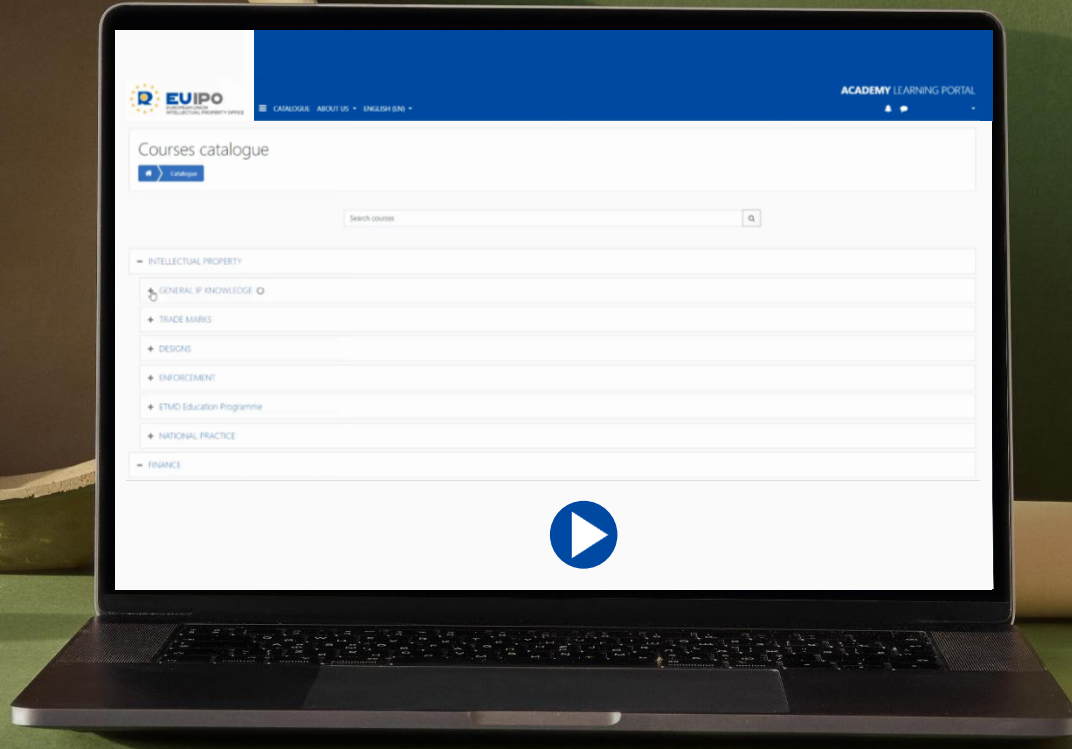 EUIPO
EUROPEAN UNION
INTELLECTUAL PROPERTY OFFICE
CATALOGUE ABOUT US ENGLISH (EN)
ACADEMY LEARNING PORTAL
Courses catalogue
Catalogue
Search courses
INTELLECTUAL PROPERTY
GENERAL IP KNOWLEDGE
TRADE MARKS
DESIGNS
ENFORCEMENT
ETMD Education Programme
NATIONAL PRACTICE
FINANCE